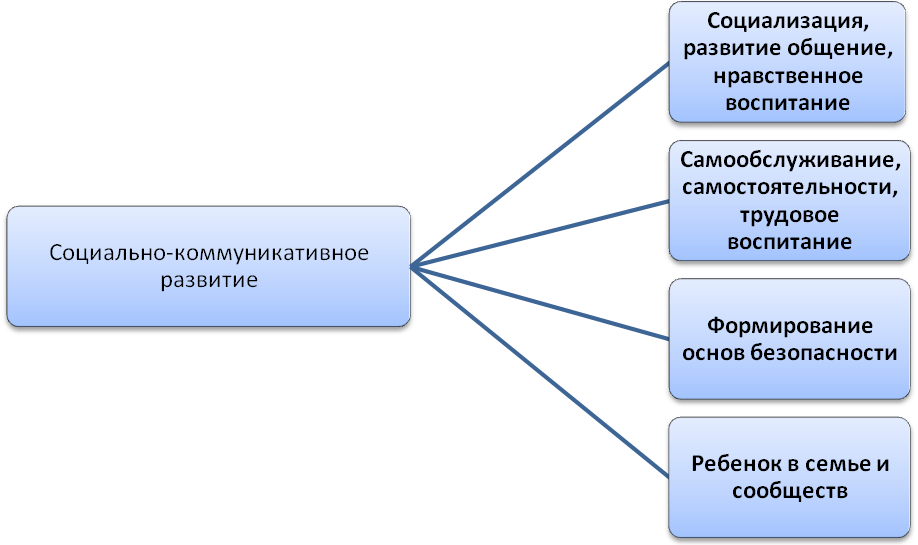 Социально-коммуникативное
развитие
Социализация,
развитие общение,
нравственное
воспитание
Самообслуживание,
самостоятельности,
трудовое
воспитание
Формирование
основ безопасности
Ребенок в семье и
сообществ